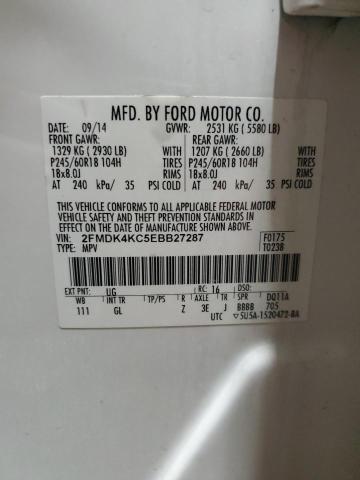 MFD. BY FORD MOTOR CO.
DATE: 09/14 GVWR: 2531 KG (5580 LB)
FRONT GAWR: REAR GAWR:
1329 KG (2930 LB) 1207 KG (2660 LB)
P245/60R18 104H TIRES P245/60R18 104H TIRES
18x8.0J RIMS 18x8.0J RIMS
AT 240 kPa/ 35 PSI COLD AT 240 kPa/ 35 PSI COLD
THIS VEHICLE CONFORMS TO ALL APPLICABLE FEDERAL MOTOR
VEHICLE SAFETY AND THEFT PREVENTION STANDARDS IN
EFFECT ON THE DATE OF MANUFACTURE SHOWN ABOVE.
VIN: 2FMDK4KC5EBB27287 F0175
TYPE: MPV T0238
EXT PNT: UG RC: 16 DSO:
WB INT TR TP/PS R AXLE TR SPR DQ11A
111 GL Z 3E J BBBB 705
UTC 5U5A-1520472-BA